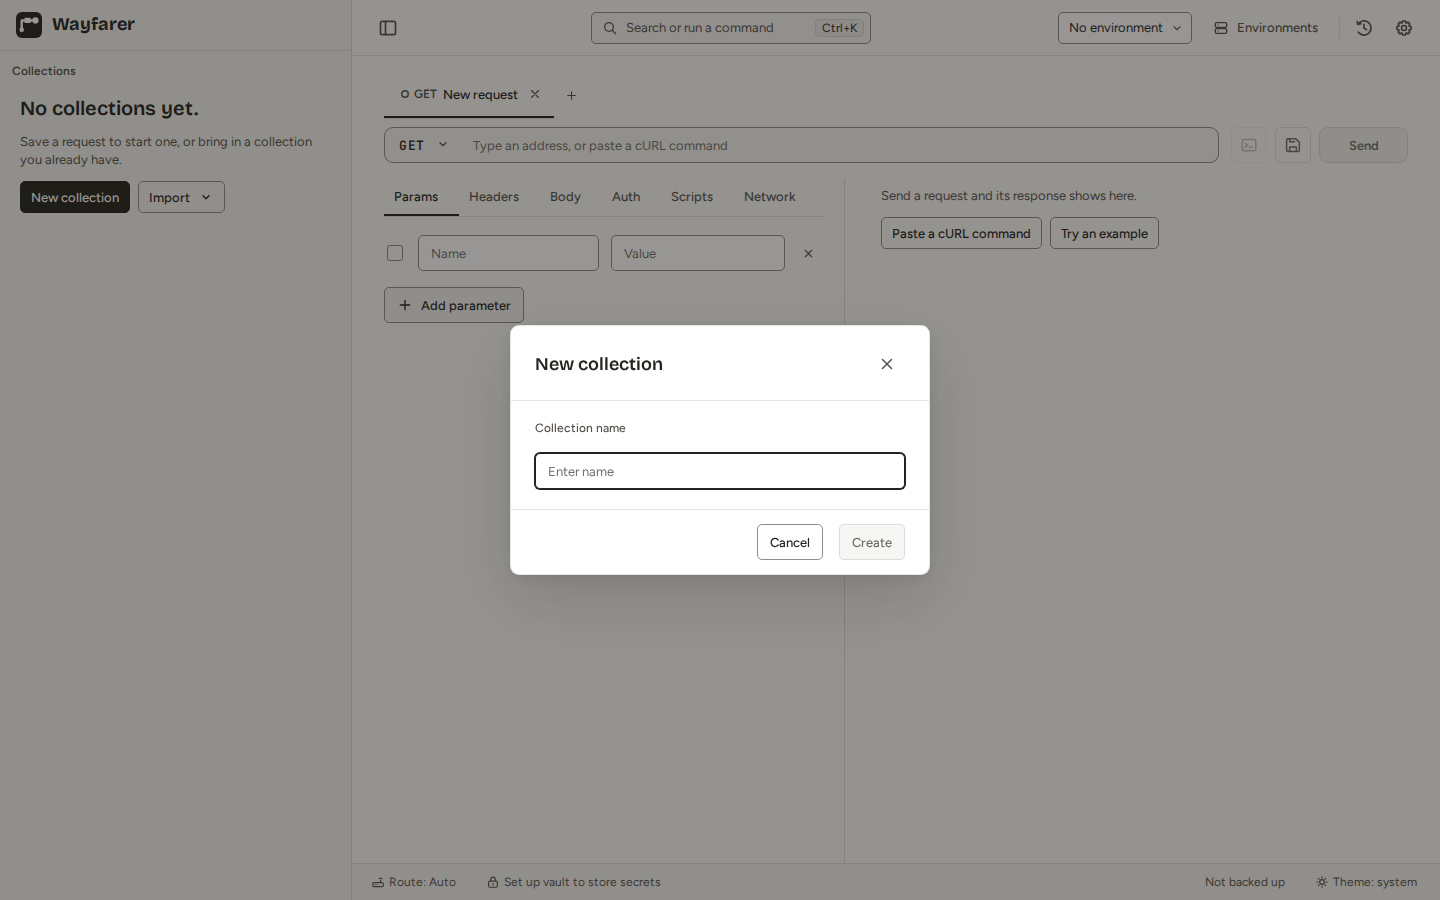 Wayfarer
Collections
No collections yet.
Save a request to start one, or bring in a collection
you already have.
New collection
Import
Search or run a command
Ctrl+K
No environment
Environments
GET New request
GET
Type an address, or paste a cURL command
Send
Params
Headers
Body
Auth
Scripts
Network
Name
Value
Add parameter
Send a request and its response shows here.
Paste a cURL command
Try an example
New collection
Collection name
Enter name
Cancel
Create
Route: Auto
Set up vault to store secrets
Not backed up
Theme: system